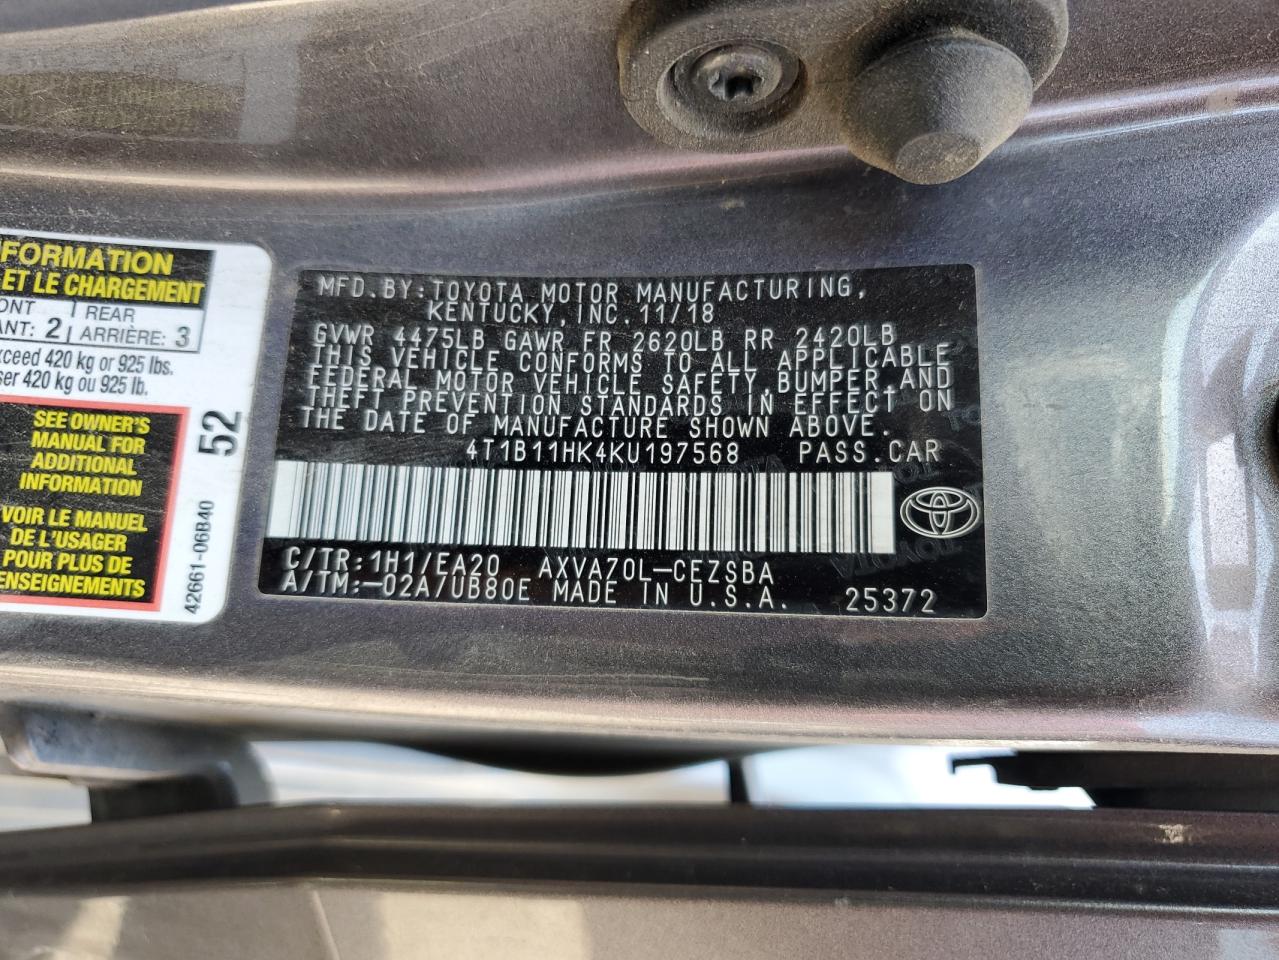 FORMATION
ET LE CHARGEMENT
ONT REAR
ANT: 2 ARRIÈRE: 3
xceed 420 kg or 925 lbs.
ser 420 kg ou 925 lb.
SEE OWNER'S
MANUAL FOR
ADDITIONAL
INFORMATION
VOIR LE MANUEL
DE L'USAGER
POUR PLUS DE
ENSEIGNEMENTS
52
42661-06B40
MFD.BY:TOYOTA MOTOR MANUFACTURING,
KENTUCKY,INC.11/18
GVWR 4475LB GAWR FR 2620LB RR 2420LB
THIS VEHICLE CONFORMS TO ALL APPLICABLE
FEDERAL MOTOR VEHICLE SAFETY,BUMPER,AND
THEFT PREVENTION STANDARDS IN EFFECT ON
THE DATE OF MANUFACTURE SHOWN ABOVE.
4T1B11HK4KU197568 PASS.CAR
C/TR:1H1/EA20 AXVA70L-CEZSBA
A/TM:-02A/UB80E MADE IN U.S.A. 25372